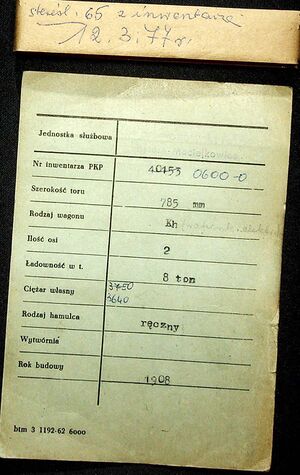 skreśl. 65 z inwentarza
12.3.77r.
Jednostka służbowa
Nr inwentarza PKP 40153 0600-0
Szerokość toru 785 mm
Rodzaj wagonu Kh
Ilość osi 2
Ładowność w t. 8 ton
Ciężar własny 3750
3640
Rodzaj hamulca ręczny
Wytwórnia
Rok budowy 1908
btm 3 1192-62 6000